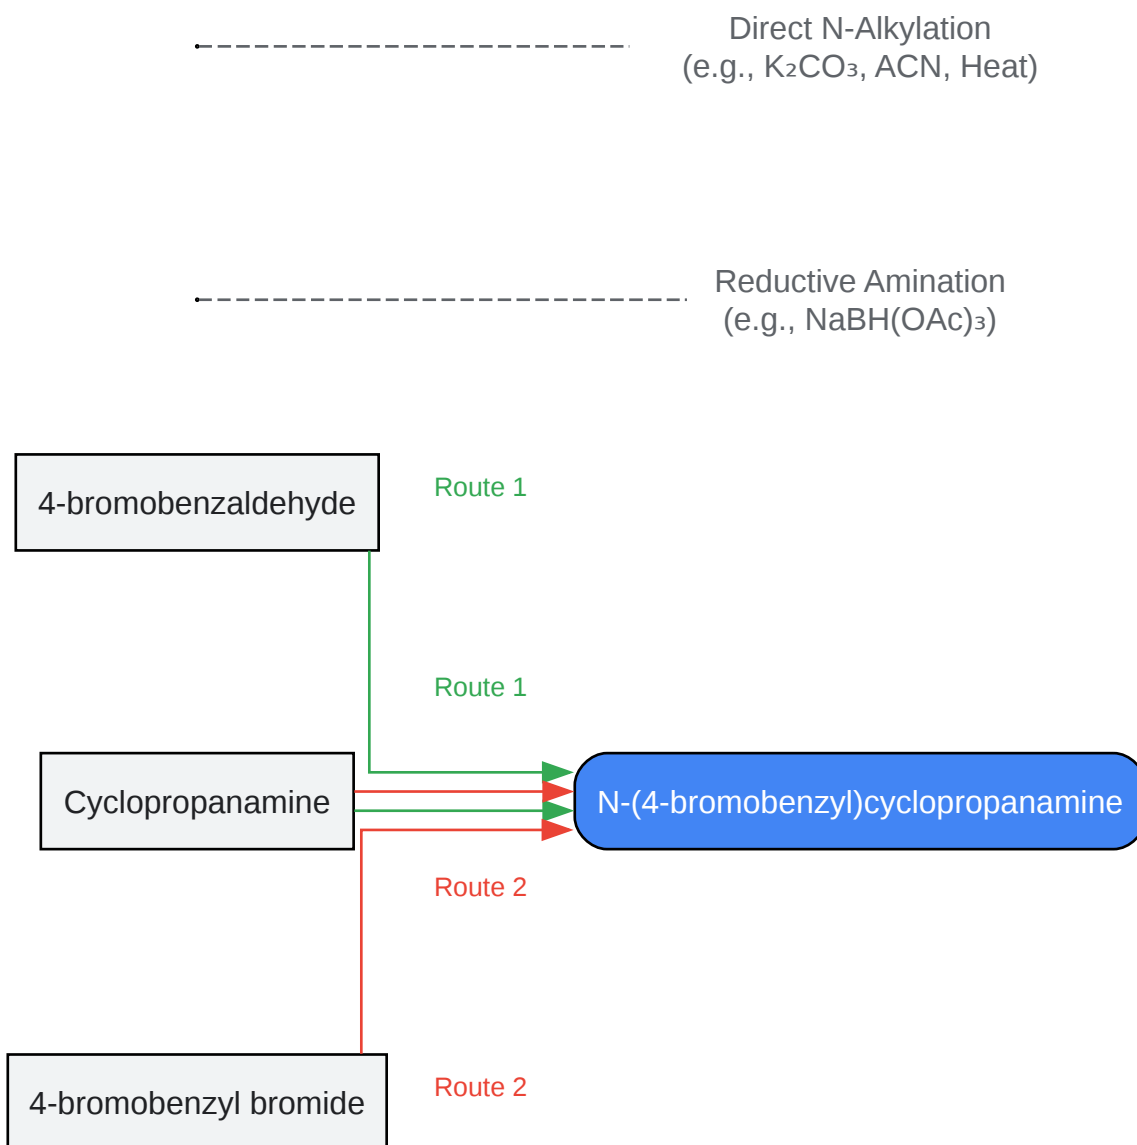 Direct N-Alkylation
(e.g., K₂CO₃, ACN, Heat)
Reductive Amination
(e.g., NaBH(OAc)₃)
4-bromobenzaldehyde
Route 1
Route 1
Cyclopropanamine
N-(4-bromobenzyl)cyclopropanamine
Route 2
4-bromobenzyl bromide
Route 2